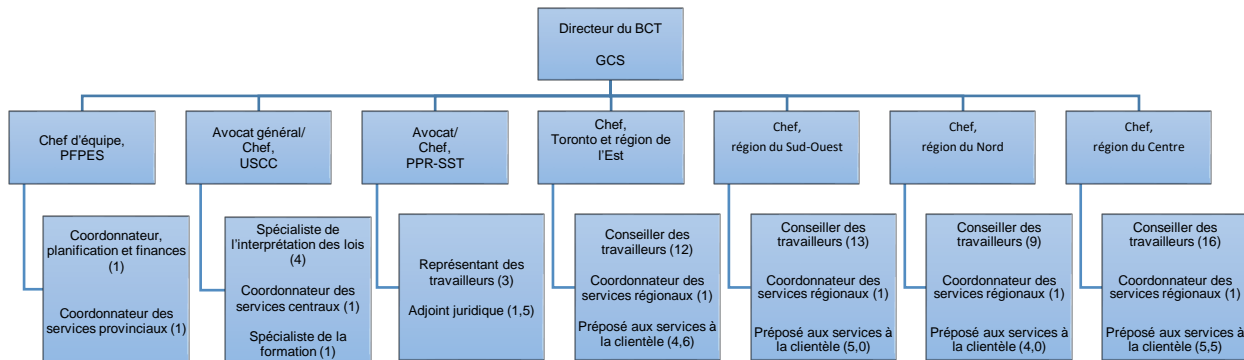 Directeur du BCT
GCS
Chef d'équipe,
PFPES
Avocat général/
Chef,
USCC
Avocat/
Chef,
PPR-SST
Chef,
Toronto et région de
l'Est
Chef,
région du Sud-Ouest
Chef,
région du Nord
Chef,
région du Centre
Coordonnateur,
planification et finances
(1)
Coordonnateur des
services provinciaux (1)
Spécialiste de
l'interprétation des lois
(4)
Coordonnateur des
services centraux (1)
Spécialiste de la
formation (1)
Représentant des
travailleurs (3)
Adjoint juridique (1,5)
Conseiller des
travailleurs (12)
Coordonnateur des
services régionaux (1)
Préposé aux services à
la clientèle (4,6)
Conseiller des
travailleurs (13)
Coordonnateur des
services régionaux (1)
Préposé aux services à
la clientèle (5,0)
Conseiller des
travailleurs (9)
Coordonnateur des
services régionaux (1)
Préposé aux services à
la clientèle (4,0)
Conseiller des
travailleurs (16)
Coordonnateur des
services régionaux (1)
Préposé aux services à
la clientèle (5,5)